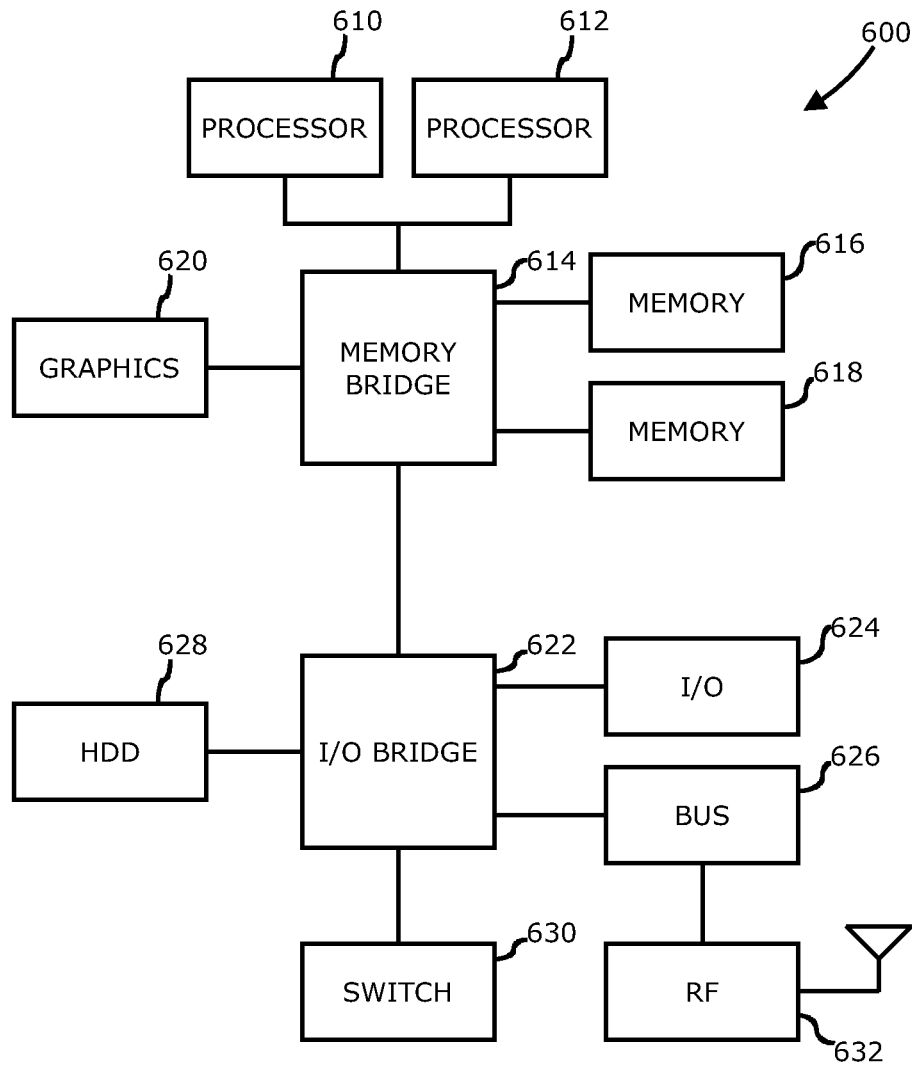 610
612
600
PROCESSOR
PROCESSOR
620
614
616
GRAPHICS
MEMORY
BRIDGE
MEMORY
618
MEMORY
628
622
624
HDD
I/O BRIDGE
I/O
626
BUS
630
SWITCH
RF
632